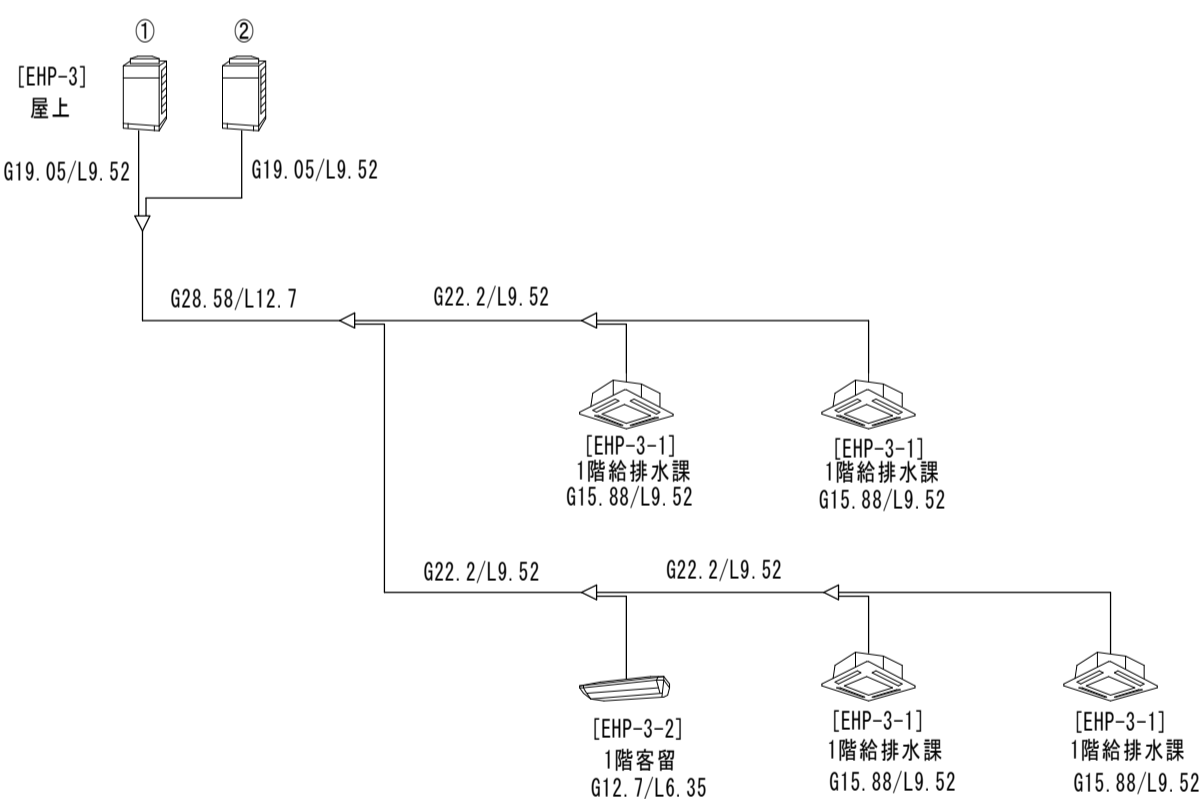 ① ②
[EHP-3]
屋上
G19.05/L9.52 G19.05/L9.52
G28.58/L12.7 G22.2/L9.52
[EHP-3-1]
1階給排水課
G15.88/L9.52
[EHP-3-1]
1階給排水課
G15.88/L9.52
G22.2/L9.52 G22.2/L9.52
[EHP-3-2]
1階客留
G12.7/L6.35
[EHP-3-1]
1階給排水課
G15.88/L9.52
[EHP-3-1]
1階給排水課
G15.88/L9.52